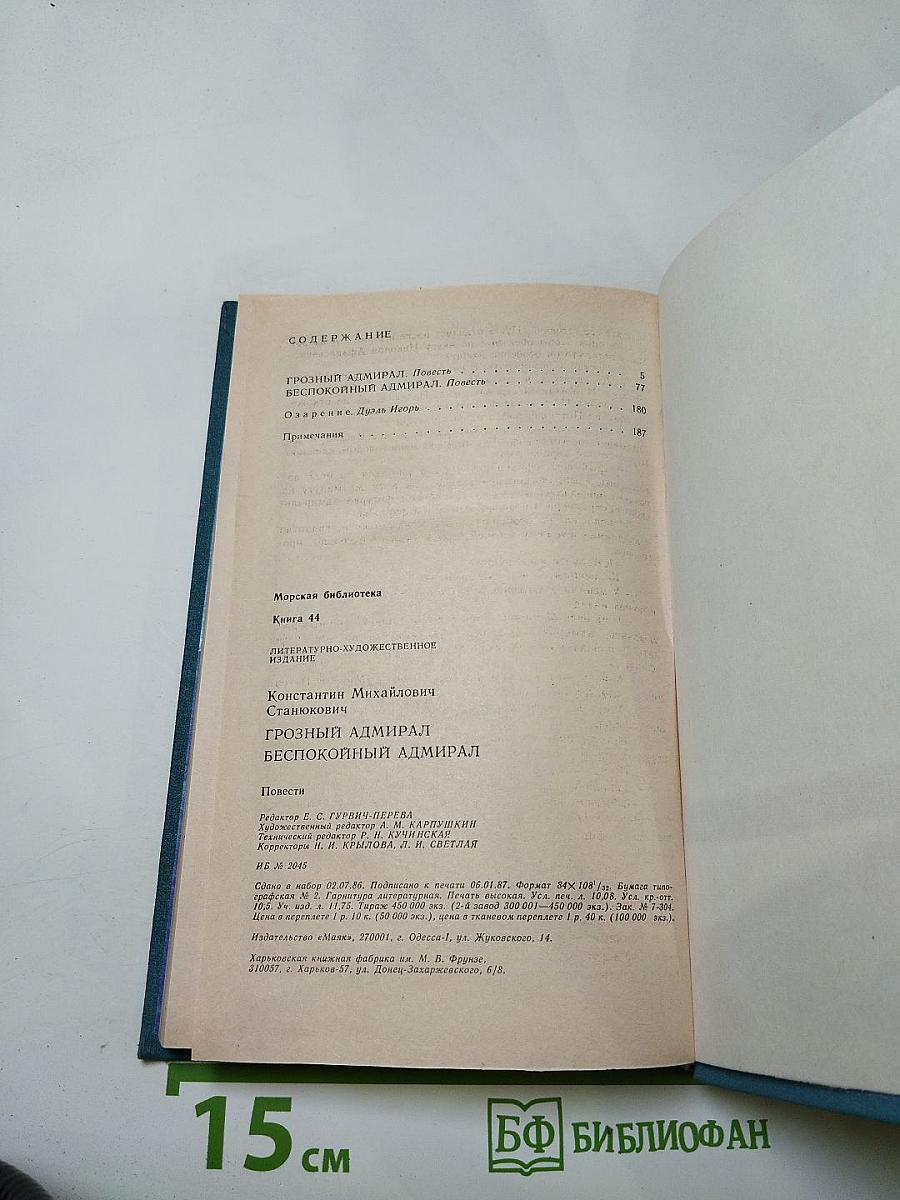 СОДЕРЖАНИЕ
ГРОЗНЫЙ АДМИРАЛ. Повесть . . . . . . . . . . . . . . . 5
БЕСПОКОЙНЫЙ АДМИРАЛ. Повесть . . . . . . . . . . . . 77
Озарение. Дуэль Игорь . . . . . . . . . . . . . . . . . . 180
Примечания . . . . . . . . . . . . . . . . . . . . . . . . 187
Морская библиотека
Книга 44
ЛИТЕРАТУРНО-ХУДОЖЕСТВЕННОЕ
ИЗДАНИЕ
Константин Михайлович
Станюкович
ГРОЗНЫЙ АДМИРАЛ
БЕСПОКОЙНЫЙ АДМИРАЛ
Повести
Редактор Е. С. ГУРВИЧ-ПЕРЕВА
Художественный редактор А. М. КАРПУШКИН
Технический редактор Р. Н. КУЧИНСКАЯ
Корректоры Н. И. КРЫЛОВА, Л. И. СВЕТЛАЯ
ИБ № 2045
Сдано в набор 02.07.86. Подписано к печати 06.01.87. Формат 84×108¹/₃₂. Бумага типо-
графская № 2. Гарнитура литературная. Печать высокая. Усл. печ. л. 10,08. Усл. кр.-отт.
10,5. Уч. изд. л. 11,75. Тираж 450 000 экз. (2-й завод 300 001—450 000 экз.). Зак. № 7-304.
Цена в переплете 1 р. 10 к. (50 000 экз.), цена в тканевом переплете 1 р. 40 к. (100 000 экз.).
Издательство «Маяк», 270001, г. Одесса-1, ул. Жуковского, 14.
Харьковская книжная фабрика им. М. В. Фрунзе,
310057, г. Харьков-57, ул. Донец-Захаржевского, 6/8.
15 см
БФ БИБЛИОФАН